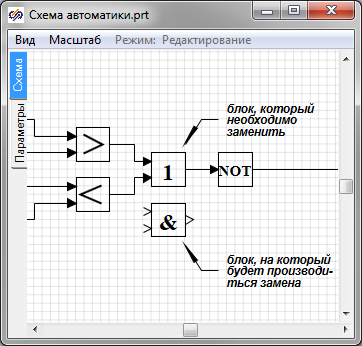 Схема автоматики.prt
Вид Масштаб Режим: Редактирование
Схема
Параметры
блок, который
необходимо
заменить
>
<
1
NOT
&
блок, на который
будет производи-
ться замена